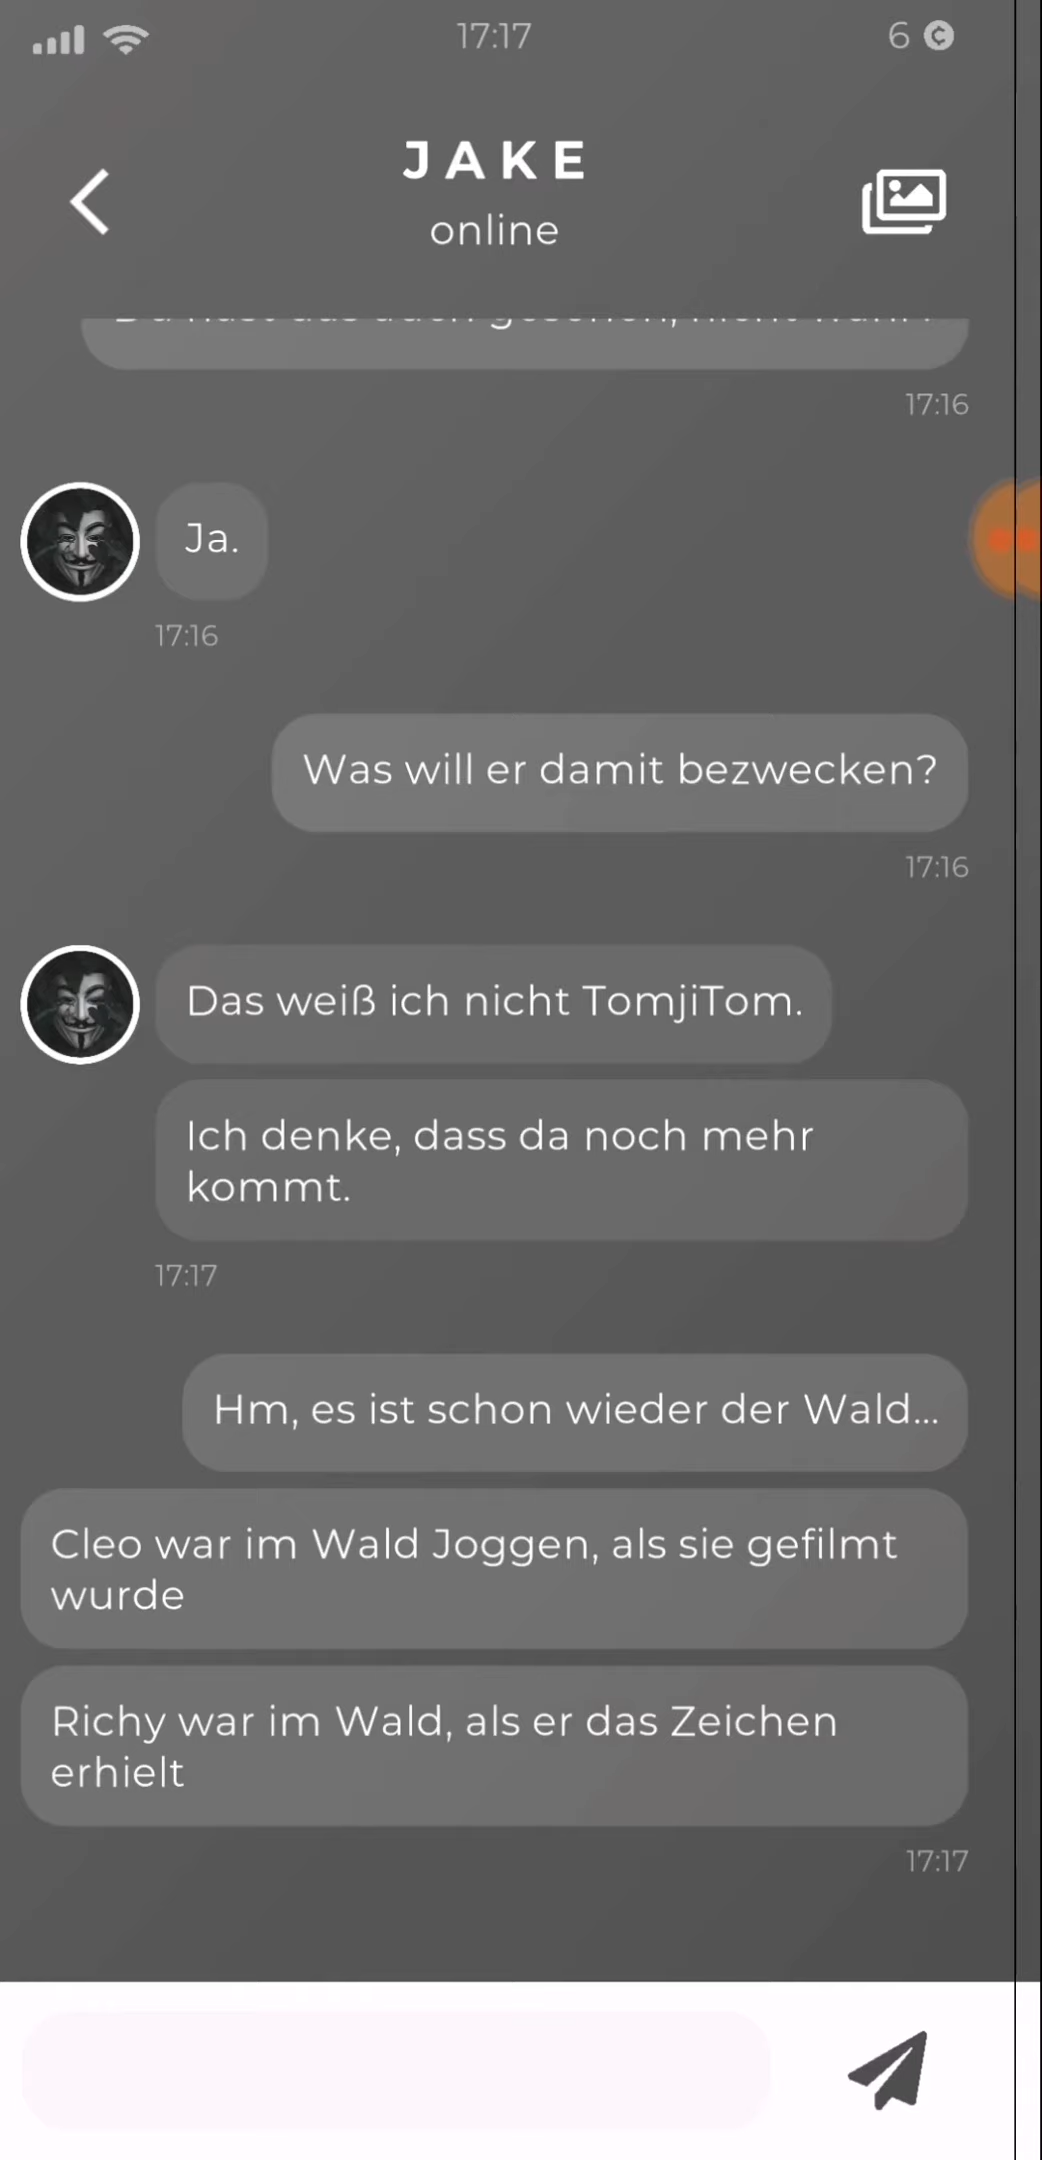 17:17
6
JAKE
online
17:16
Ja.
17:16
Was will er damit bezwecken?
17:16
Das weiß ich nicht TomjiTom.
Ich denke, dass da noch mehr
kommt.
17:17
Hm, es ist schon wieder der Wald...
Cleo war im Wald Joggen, als sie gefilmt
wurde
Richy war im Wald, als er das Zeichen
erhielt
17:17